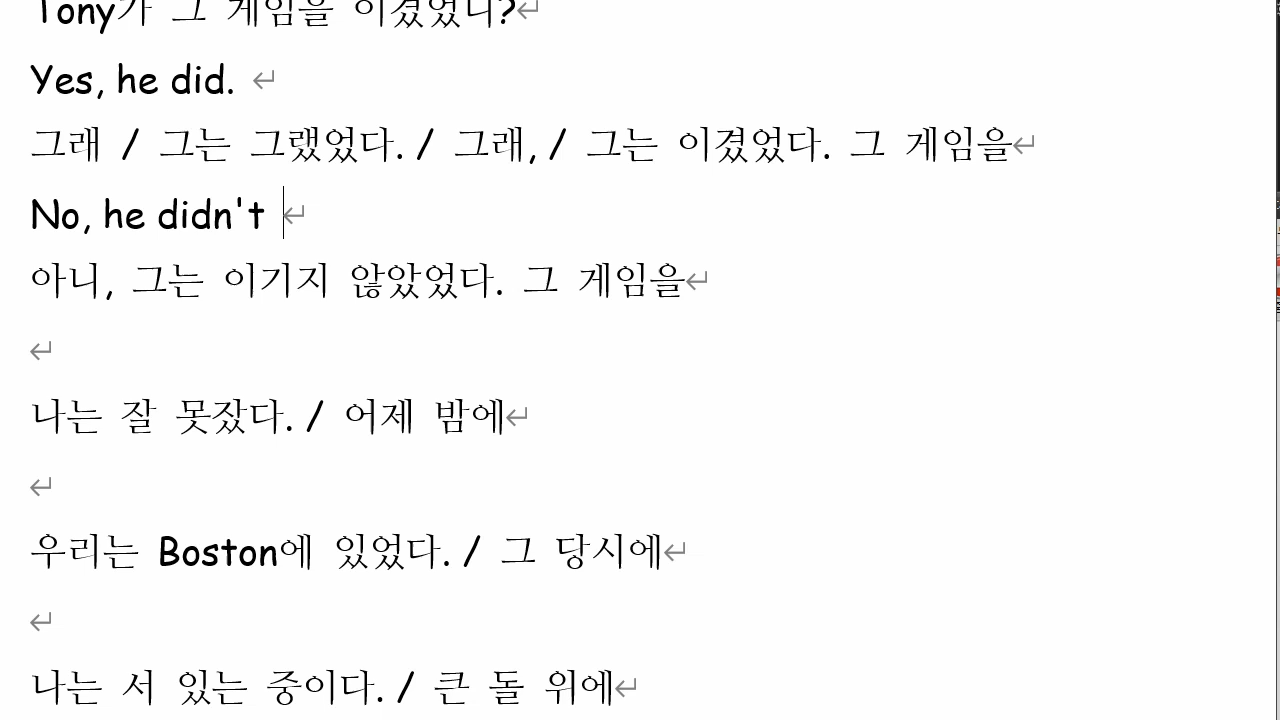 Tony가 그 게임을 이겼었니?
Yes, he did.
그래 / 그는 그랬었다. / 그래, / 그는 이겼었다. 그 게임을
No, he didn't
아니, 그는 이기지 않았었다. 그 게임을
나는 잘 못잤다. / 어제 밤에
우리는 Boston에 있었다. / 그 당시에
나는 서 있는 중이다. / 큰 돌 위에